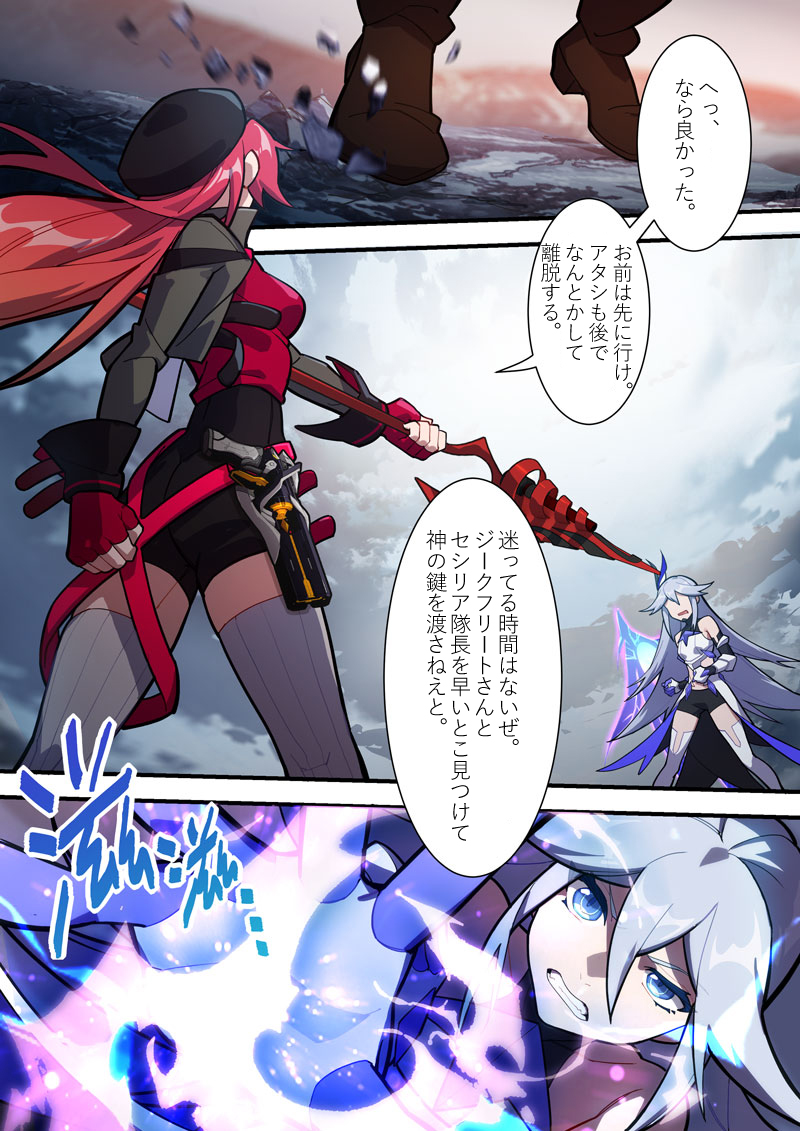 へっ、
なら良かった。
お前は先に行け。
アタシも後で
なんとかして
離脱する。
迷ってる時間はないぜ。
ジークフリートさんと
セシリア隊長を早いとこ見つけて
神の鍵を渡さねえと。